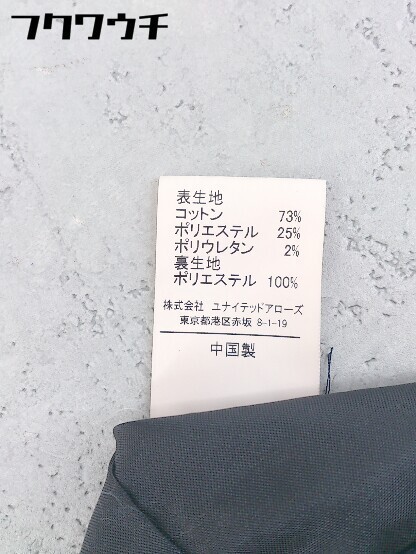 フクワウチ
表生地
コットン 73%
ポリエステル 25%
ポリウレタン 2%
裏生地
ポリエステル 100%
株式会社 ユナイテッドアローズ
東京都港区赤坂 8-1-19
中国製